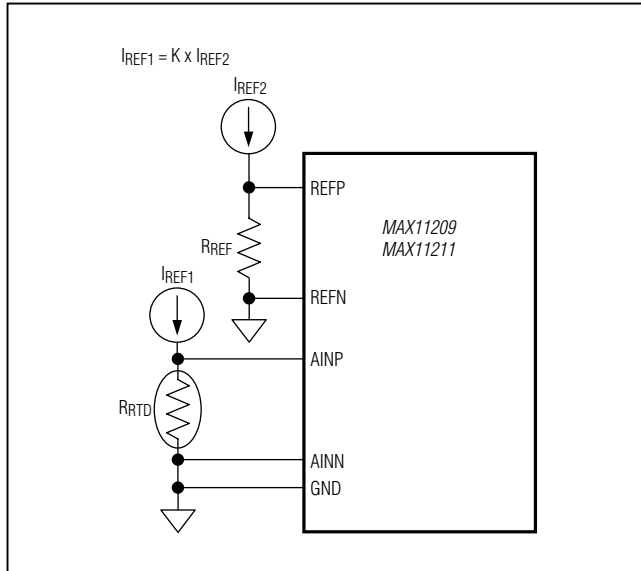 IREF1 = K x IREF2
IREF2
REFP
MAX11209
MAX11211
RREF
IREF1
REFN
AINP
RRTD
AINN
GND